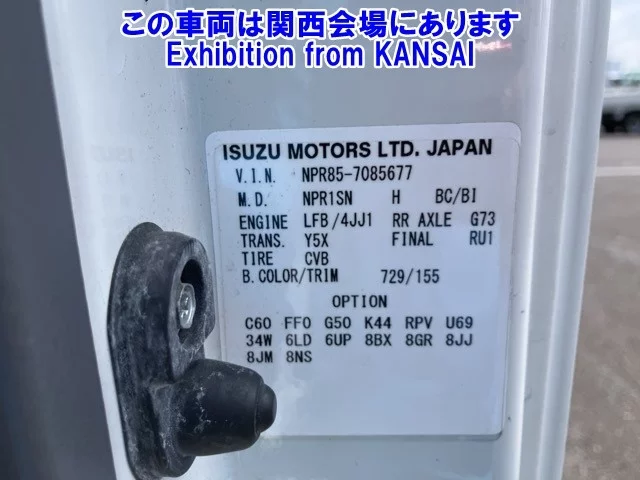 この車両は関西会場にあります
Exhibition from KANSAI
ISUZU MOTORS LTD. JAPAN
V.I.N. NPR85-7085677
M.D. NPR1SN H BC/BI
ENGINE LFB/4JJ1 RR AXLE G73
TRANS. Y5X FINAL RU1
TIRE CVB
B.COLOR/TRIM 729/155
OPTION
C60 FF0 G50 K44 RPV U69
34W 6LD 6UP 8BX 8GR 8JJ
8JM 8NS